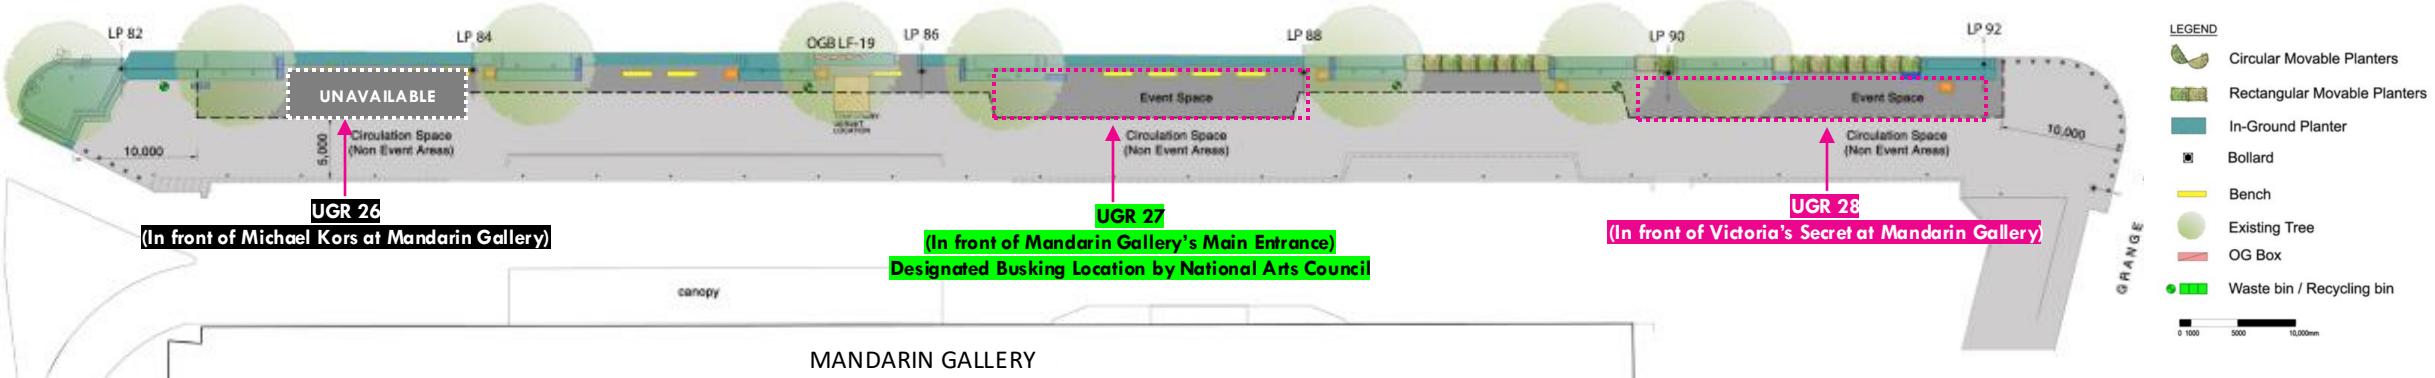 LP 82
LP 84
OGB LF-19
LP 86
LP 88
LP 90
LP 92
UNAVAILABLE
Event Space
Event Space
LOCATION
10,000
5,000
Circulation Space
(Non Event Areas)
Circulation Space
(Non Event Areas)
Circulation Space
(Non Event Areas)
10,000
UGR 26
(In front of Michael Kors at Mandarin Gallery)
UGR 27
(In front of Mandarin Gallery's Main Entrance)
Designated Busking Location by National Arts Council
UGR 28
(In front of Victoria's Secret at Mandarin Gallery)
GRANGE
canopy
MANDARIN GALLERY
LEGEND
Circular Movable Planters
Rectangular Movable Planters
In-Ground Planter
Bollard
Bench
Existing Tree
OG Box
Waste bin / Recycling bin
0 1000 5000 10,000mm